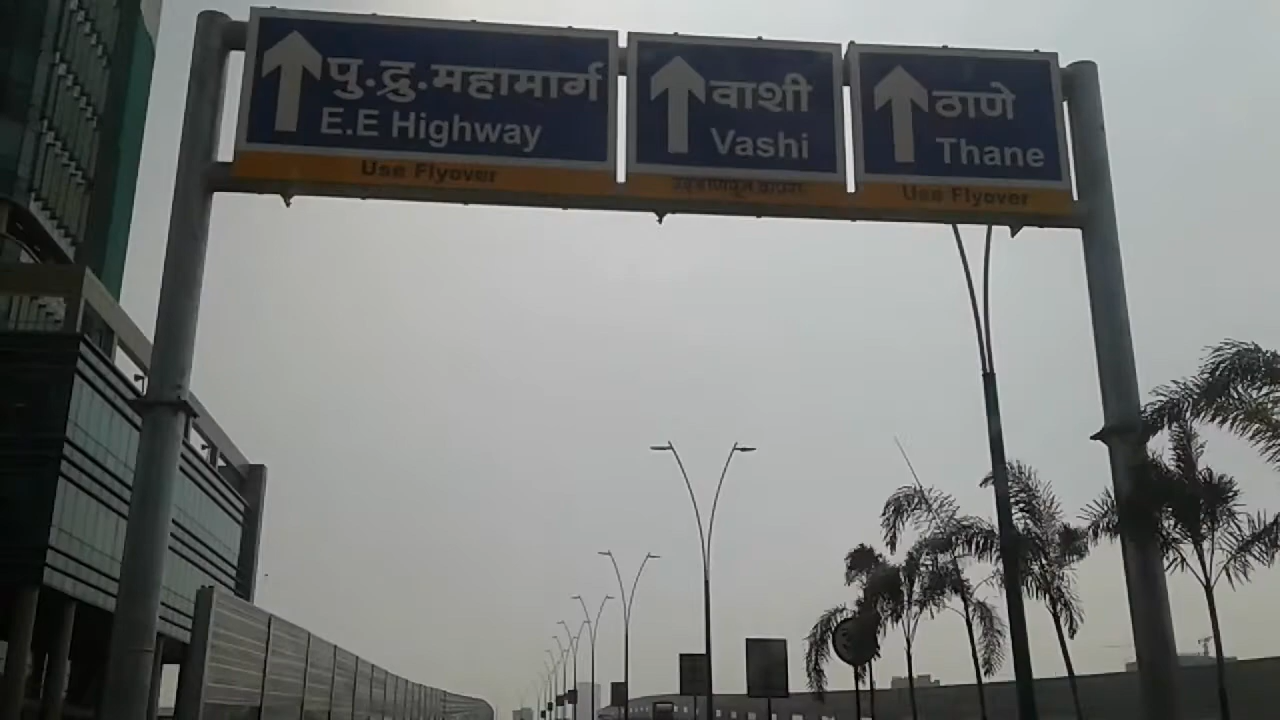 पु.द्रु.महामार्ग
E.E Highway
Use Flyover
वाशी
Vashi
ठाणे
Thane
Use Flyover